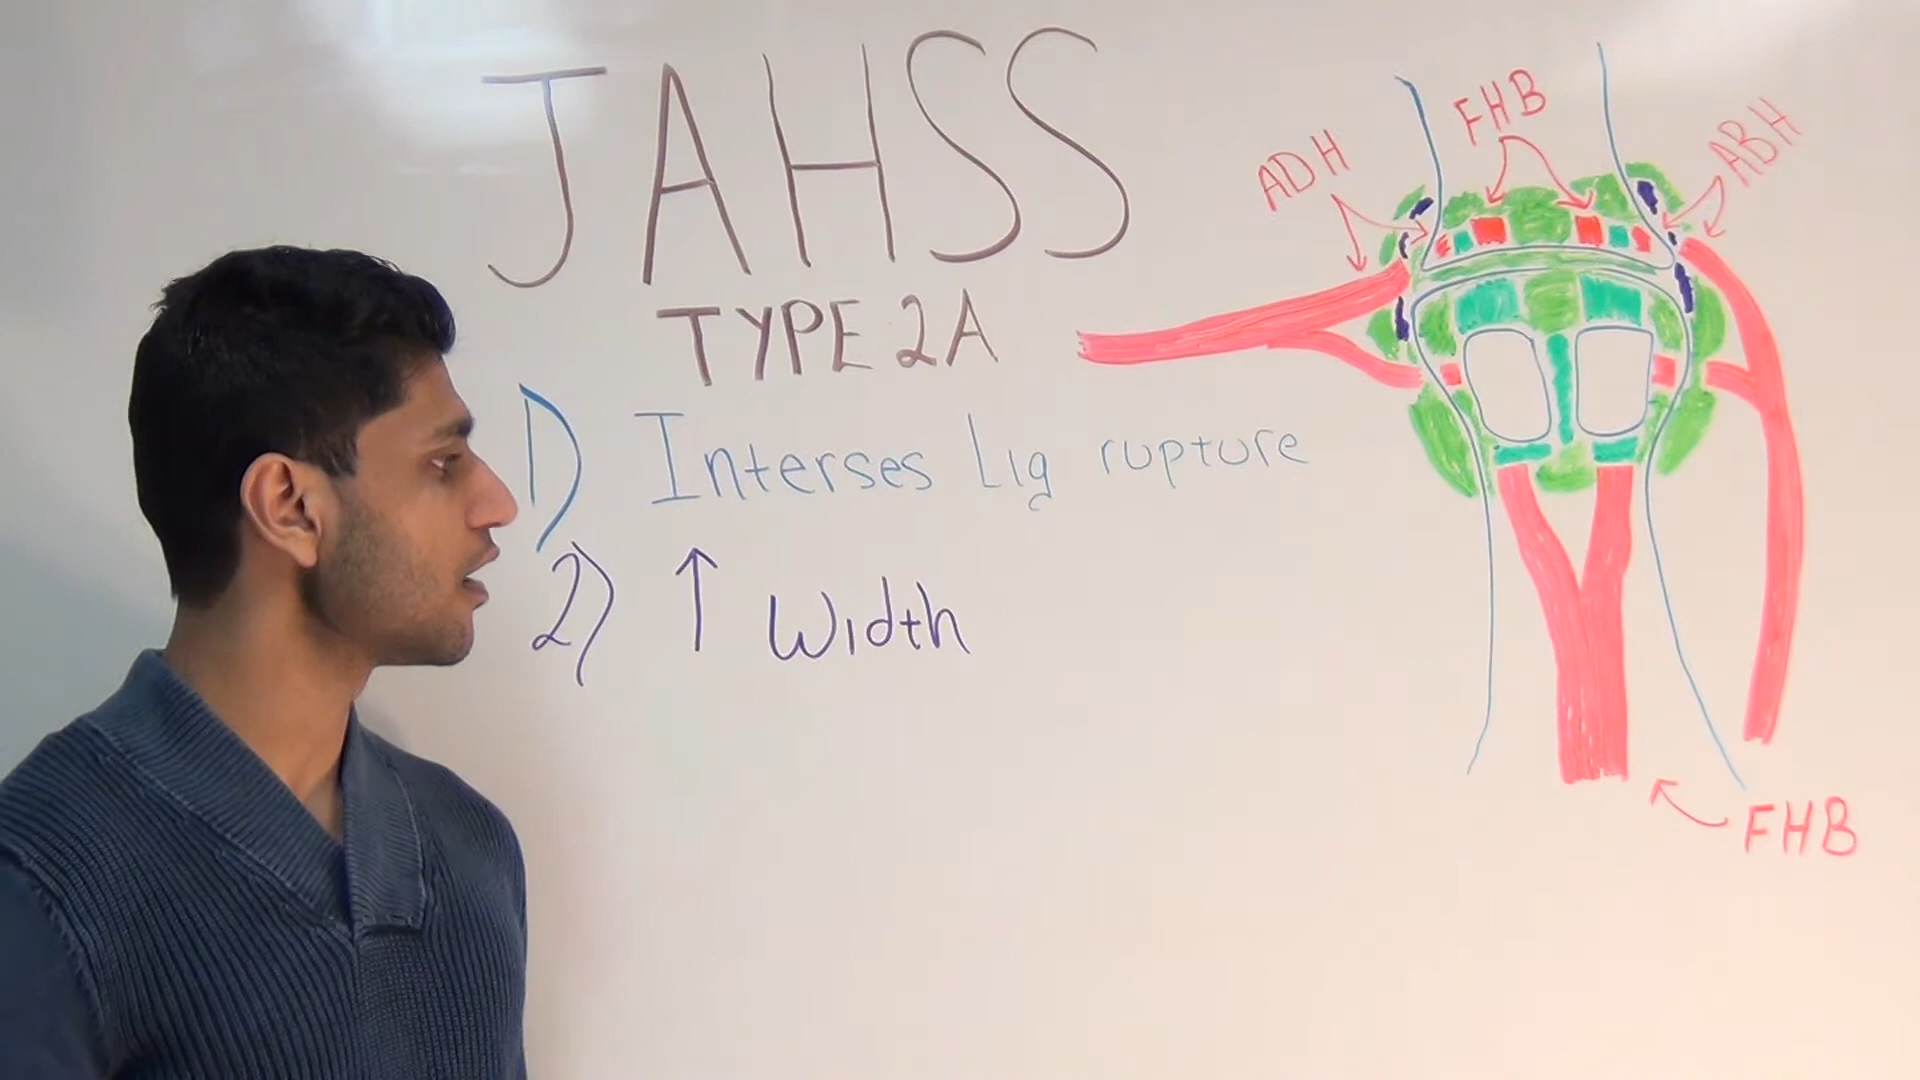 JAHSS
TYPE 2A
1) Interses Lig rupture
2) ↑ Width
ADH
FHB
ABH
FHB